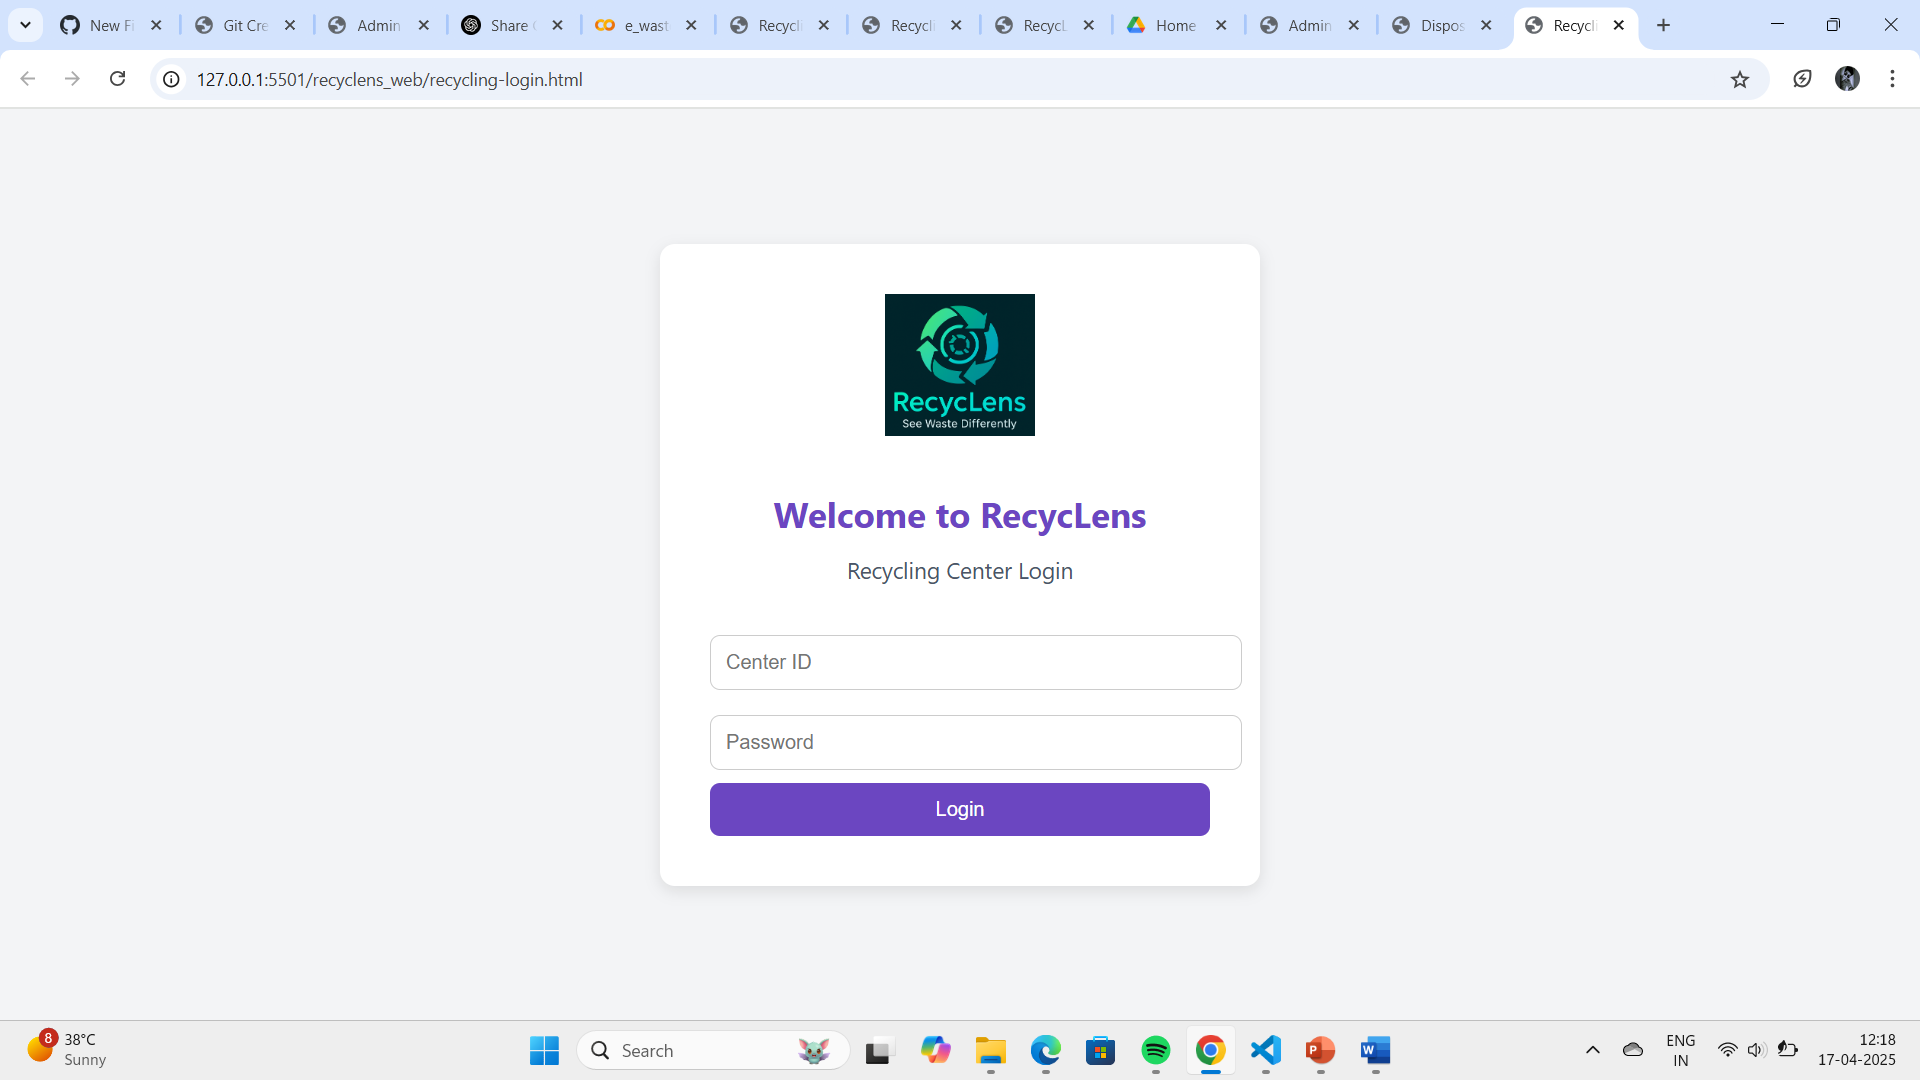 New Fi
Git Cre
Admin
Share
e_wast
Recycli
Recycli
RecycL
Home
Admin
Dispos
Recycli
127.0.0.1:5501/recyclens_web/recycling-login.html
RecycLens
See Waste Differently
Welcome to RecycLens
Recycling Center Login
Center ID
Password
Login
8
38°C
Sunny
Search
P
W
ENG
IN
12:18
17-04-2025